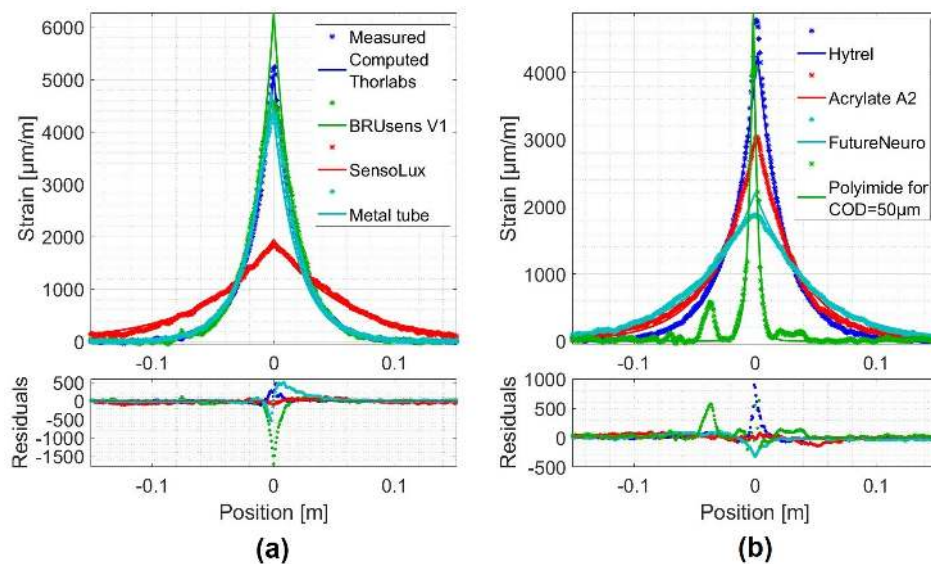 6000
5000
4000
3000
2000
1000
0
Strain [µm/m]
Measured
Computed
Thorlabs
BRUsens V1
SensoLux
Metal tube
-0.1 0 0.1
500
0
-500
-1000
-1500
Residuals
-0.1 0 0.1
Position [m]
(a)
4000
3000
2000
1000
0
Strain [µm/m]
Hytrel
Acrylate A2
FutureNeuro
Polyimide for
COD=50µm
-0.1 0 0.1
1000
500
0
-500
Residuals
-0.1 0 0.1
Position [m]
(b)